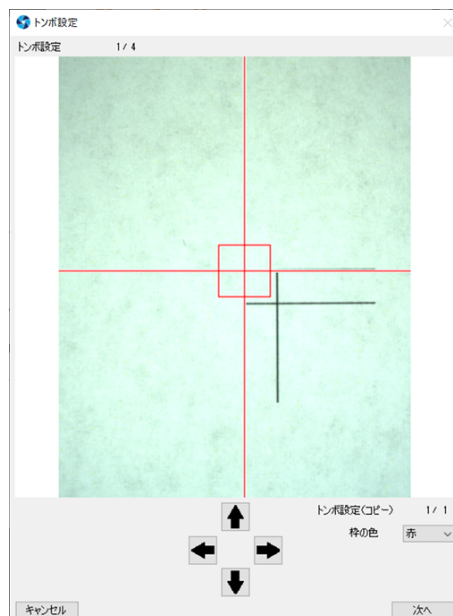 トンボ設定
トンボ設定 1/ 4
トンボ設定(コピー) 1/ 1
枠の色 赤
キャンセル 次へ